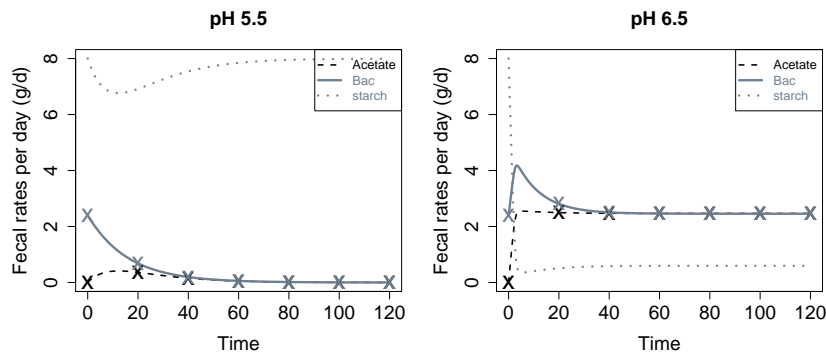 pH 5.5
Fecal rates per day (g/d)
8
6
4
2
0
Acetate
Bac
starch
0 20 40 60 80 100 120
Time
pH 6.5
Fecal rates per day (g/d)
8
6
4
2
0
Acetate
Bac
starch
0 20 40 60 80 100 120
Time